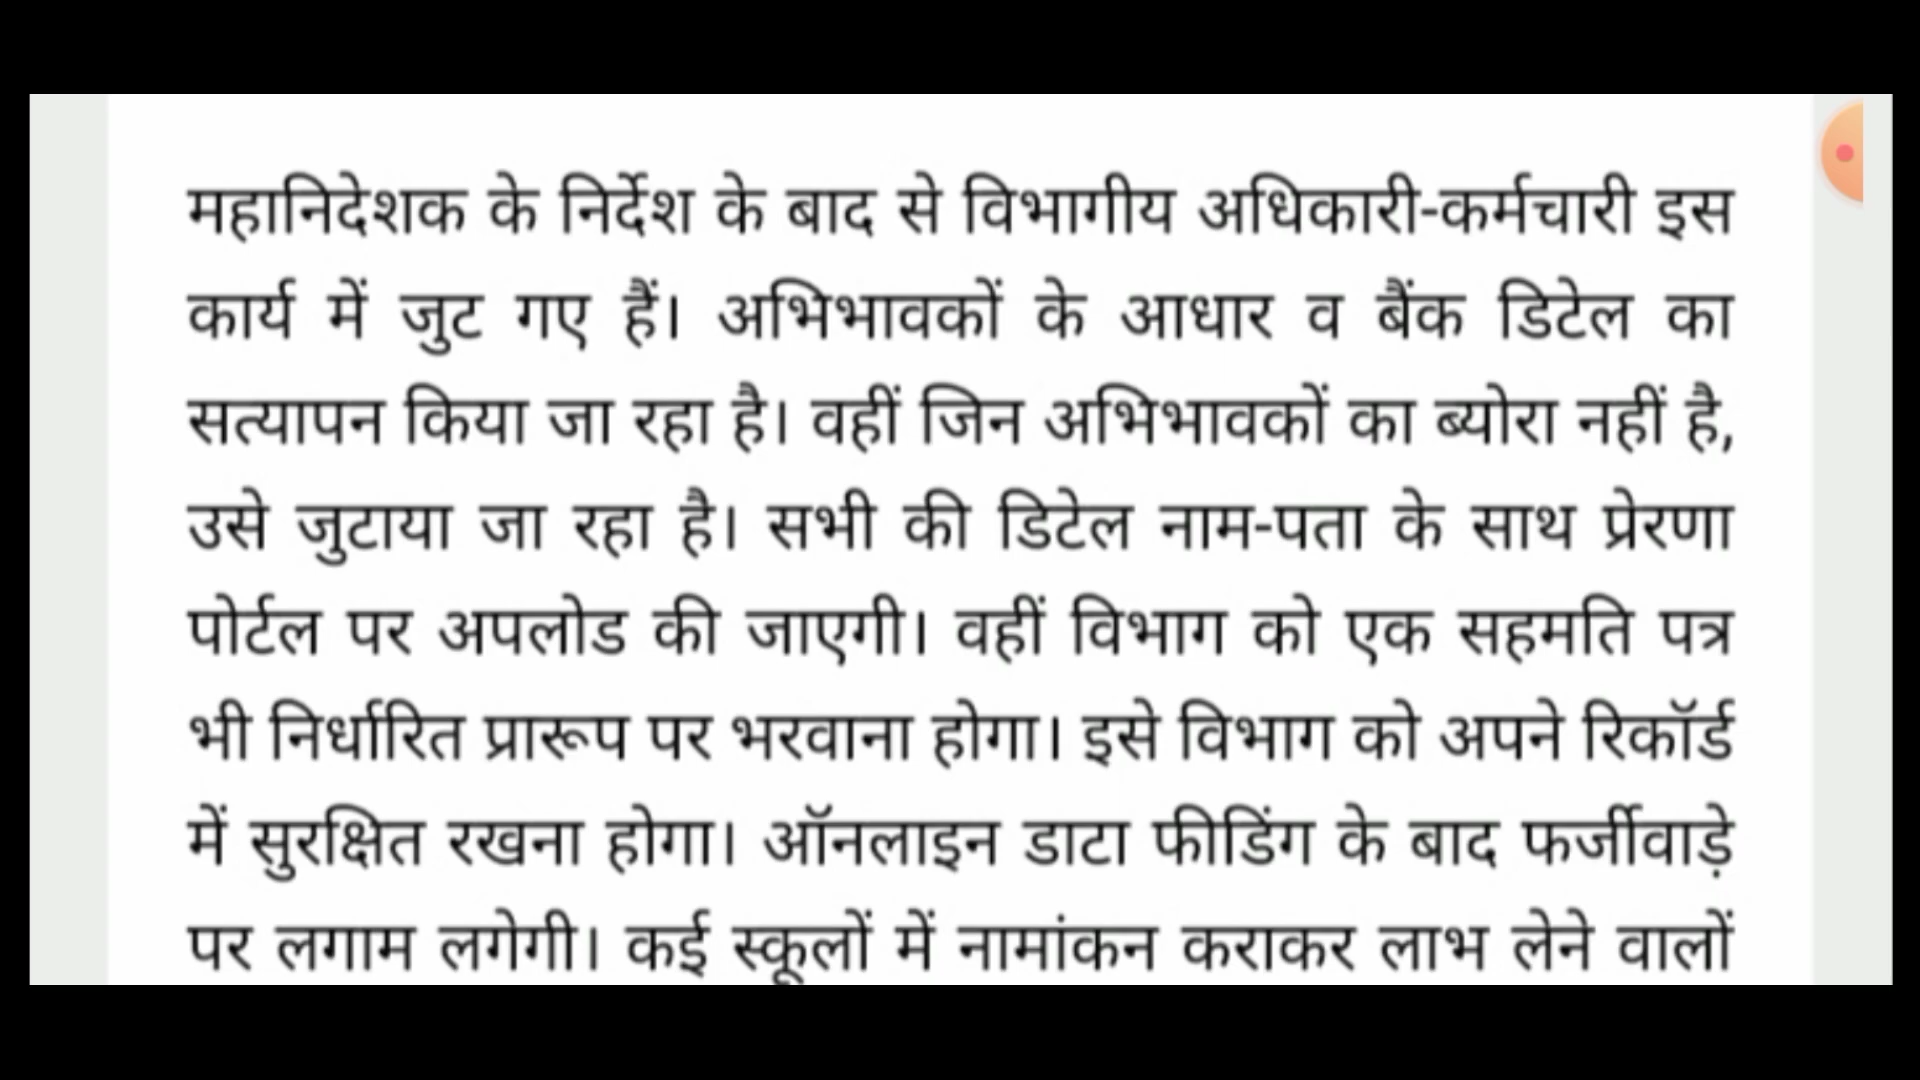 महानिदेशक के निर्देश के बाद से विभागीय अधिकारी-कर्मचारी इस
कार्य में जुट गए हैं। अभिभावकों के आधार व बैंक डिटेल का
सत्यापन किया जा रहा है। वहीं जिन अभिभावकों का ब्योरा नहीं है,
उसे जुटाया जा रहा है। सभी की डिटेल नाम-पता के साथ प्रेरणा
पोर्टल पर अपलोड की जाएगी। वहीं विभाग को एक सहमति पत्र
भी निर्धारित प्रारूप पर भरवाना होगा। इसे विभाग को अपने रिकॉर्ड
में सुरक्षित रखना होगा। ऑनलाइन डाटा फीडिंग के बाद फर्जीवाड़े
पर लगाम लगेगी। कई स्कूलों में नामांकन कराकर लाभ लेने वालों